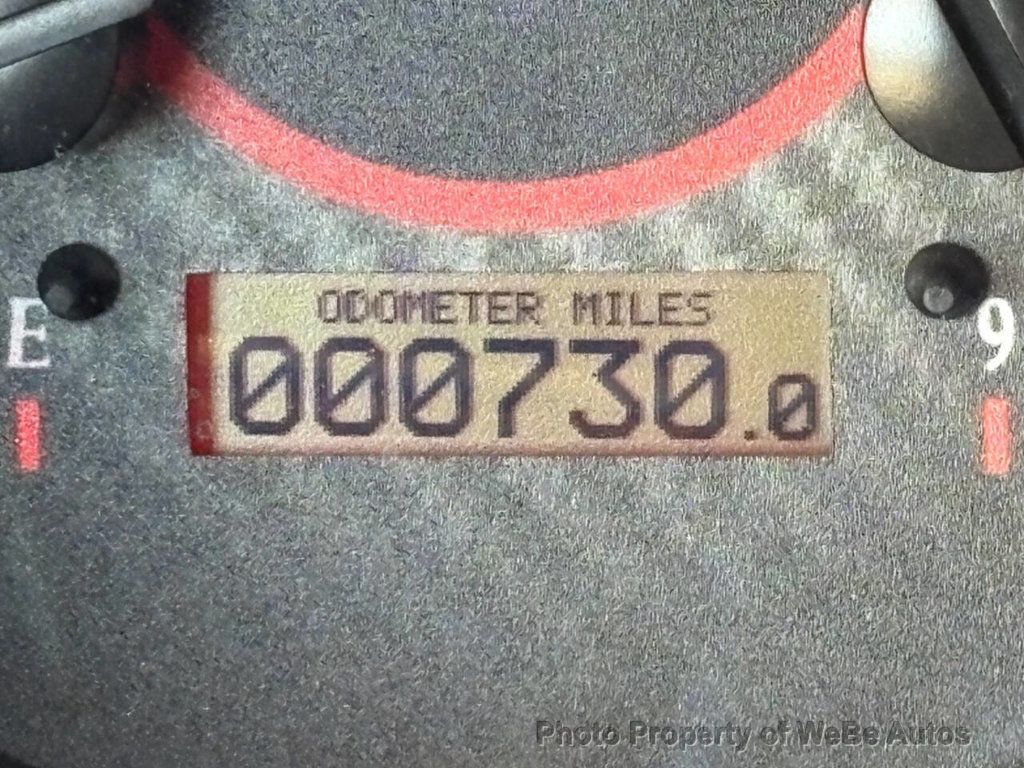 ODOMETER MILES
000730.0
E
9
Photo Property of WeBe Autos